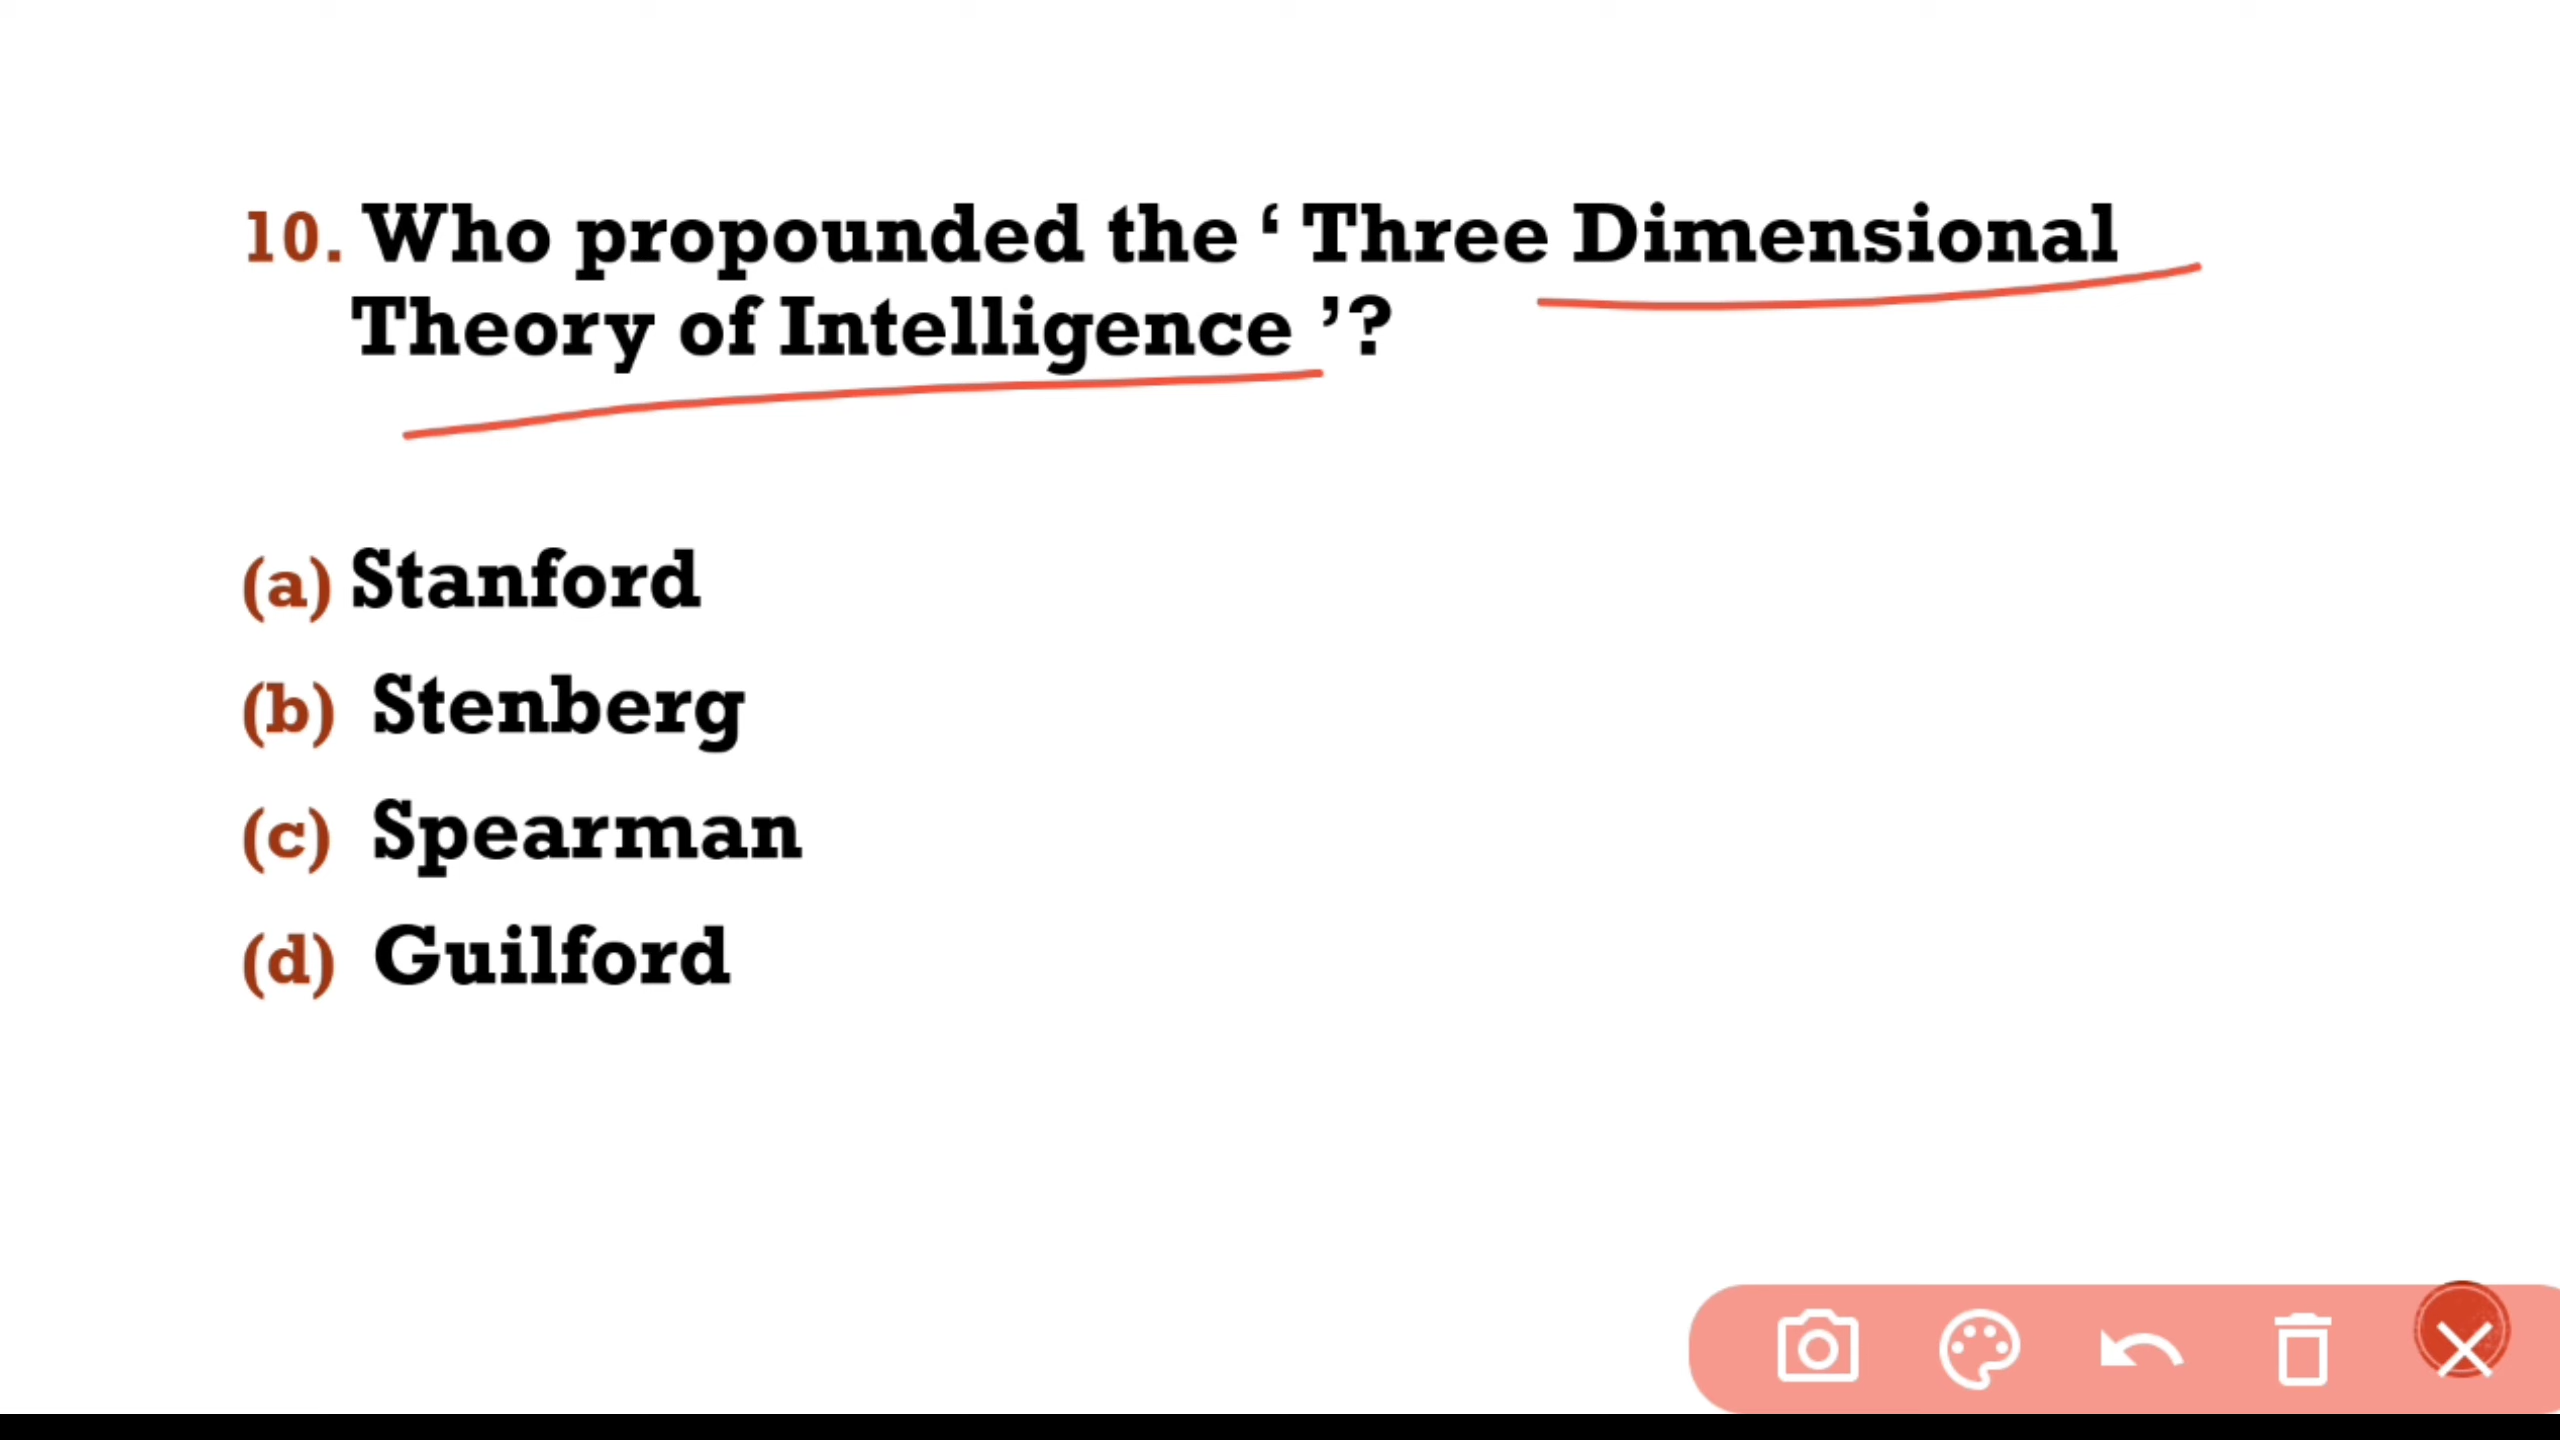 10. Who propounded the ‘ Three Dimensional
Theory of Intelligence ’?
(a) Stanford
(b) Stenberg
(c) Spearman
(d) Guilford